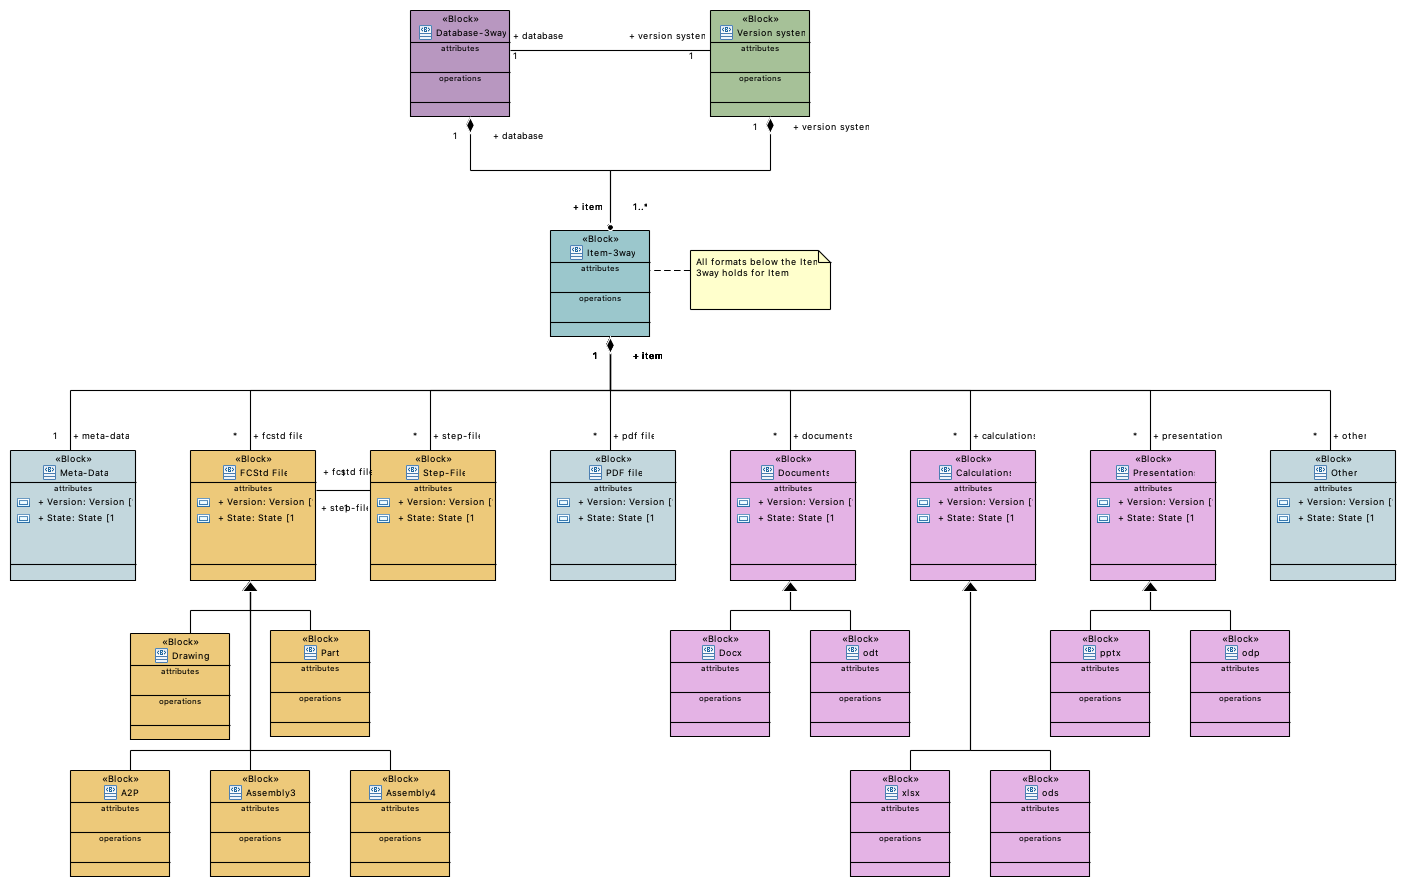 «Block»
Database-3way
attributes
operations
+ database
1
+ version system
1
«Block»
Version system
attributes
operations
1
+ database
1
+ version system
+ item
1..*
«Block»
Item-3way
attributes
operations
All formats below the Item
3way holds for Item
1
+ item
1
+ meta-data
*
+ fcstd file
*
+ step-file
*
+ pdf file
*
+ documents
*
+ calculations
*
+ presentation
*
+ other
«Block»
Meta-Data
attributes
+ Version: Version [
+ State: State [1
«Block»
FCStd File
attributes
+ Version: Version [
+ State: State [1
+ fcstd file
+ step-file
«Block»
Step-File
attributes
+ Version: Version [
+ State: State [1
«Block»
PDF file
attributes
+ Version: Version [
+ State: State [1
«Block»
Documents
attributes
+ Version: Version [
+ State: State [1
«Block»
Calculations
attributes
+ Version: Version [
+ State: State [1
«Block»
Presentations
attributes
+ Version: Version [
+ State: State [1
«Block»
Other
attributes
+ Version: Version [
+ State: State [1
«Block»
Drawing
attributes
operations
«Block»
Part
attributes
operations
«Block»
Docx
attributes
operations
«Block»
odt
attributes
operations
«Block»
pptx
attributes
operations
«Block»
odp
attributes
operations
«Block»
A2P
attributes
operations
«Block»
Assembly3
attributes
operations
«Block»
Assembly4
attributes
operations
«Block»
xlsx
attributes
operations
«Block»
ods
attributes
operations